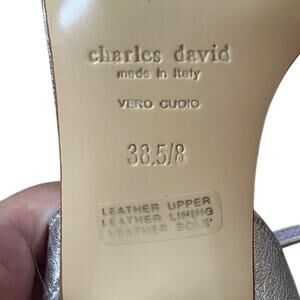 charles david
made in Italy
VERO CUOIO
38.5/8
LEATHER UPPER
LEATHER LINING
LEATHER SOLE